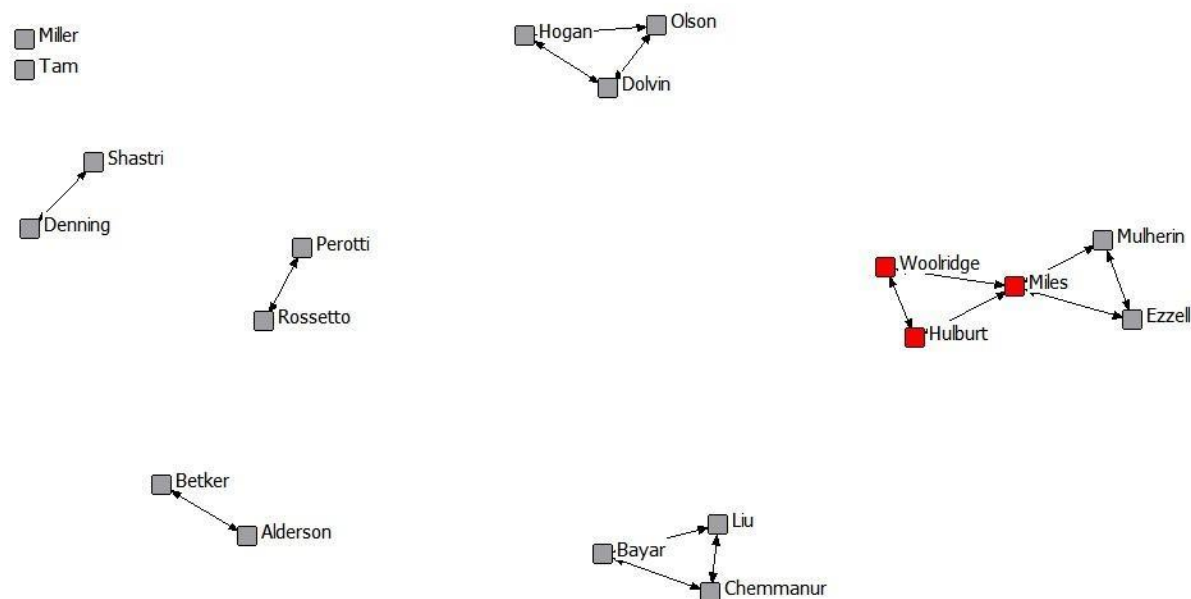 Miller
Tam
Hogan
Olson
Dolvin
Shastri
Denning
Perotti
Rossetto
Woolridge
Mulherin
Miles
Hulburt
Ezzell
Betker
Alderson
Liu
Bayar
Chemmanur